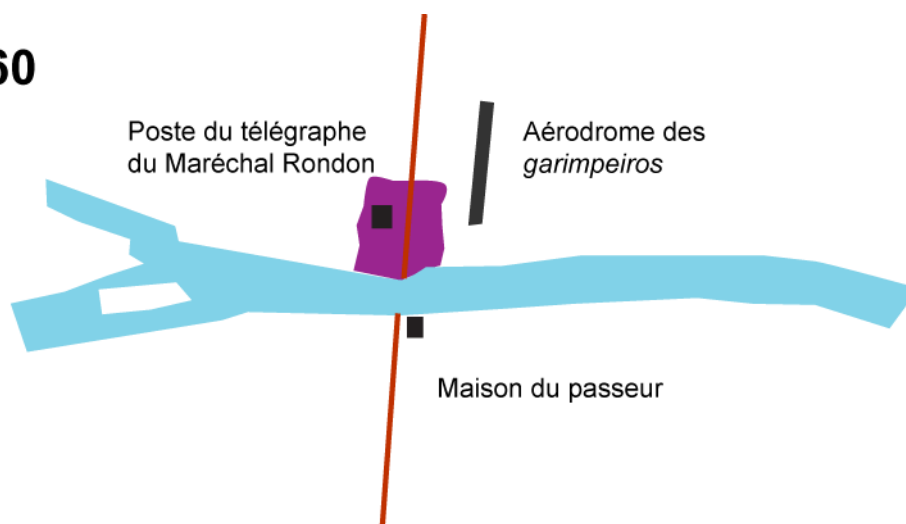 60
Poste du télégraphe
du Maréchal Rondon
Aérodrome des
garimpeiros
Maison du passeur